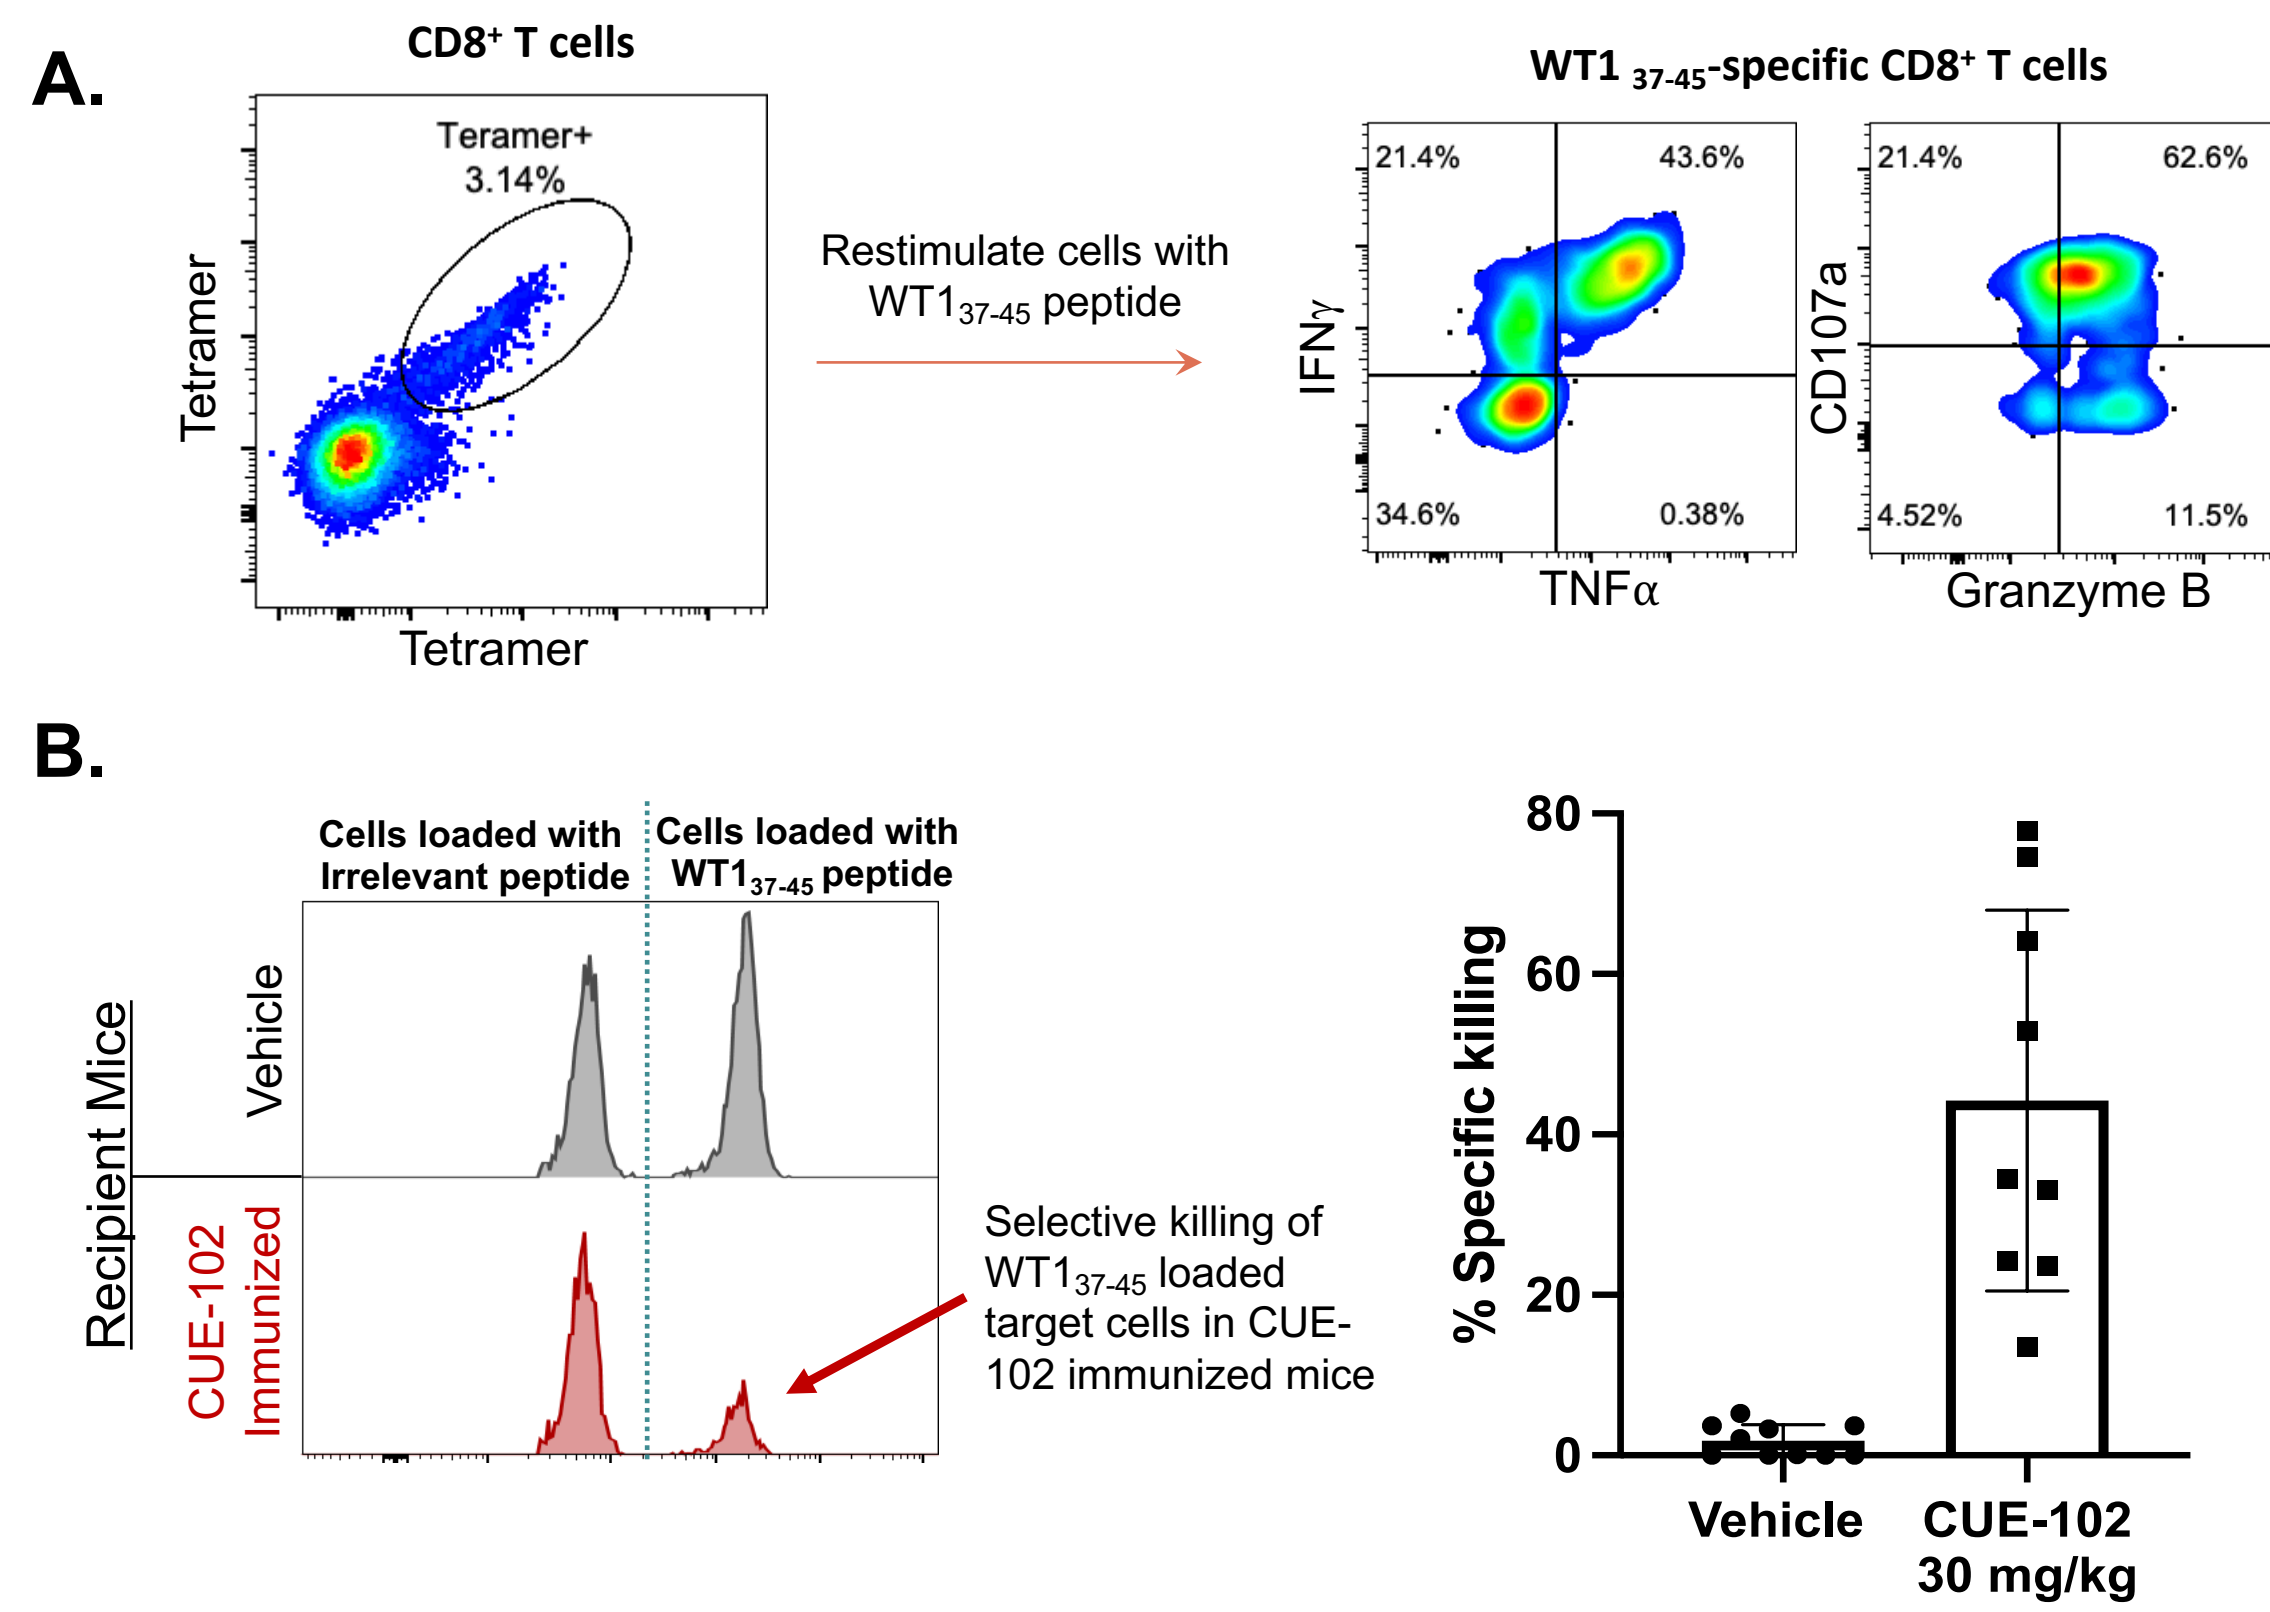 A.
CD8⁺ T cells
Teramer+
3.14%
Tetramer
Tetramer
Restimulate cells with
WT1₃₇₋₄₅ peptide
WT1 ₃₇₋₄₅-specific CD8⁺ T cells
21.4%
43.6%
34.6%
0.38%
IFNγ
TNFα
21.4%
62.6%
4.52%
11.5%
CD107a
Granzyme B
B.
Cells loaded with
Irrelevant peptide
Cells loaded with
WT1₃₇₋₄₅ peptide
Recipient Mice
Vehicle
CUE-102
Immunized
Selective killing of
WT1₃₇₋₄₅ loaded
target cells in CUE-
102 immunized mice
% Specific killing
80
60
40
20
0
Vehicle
CUE-102
30 mg/kg